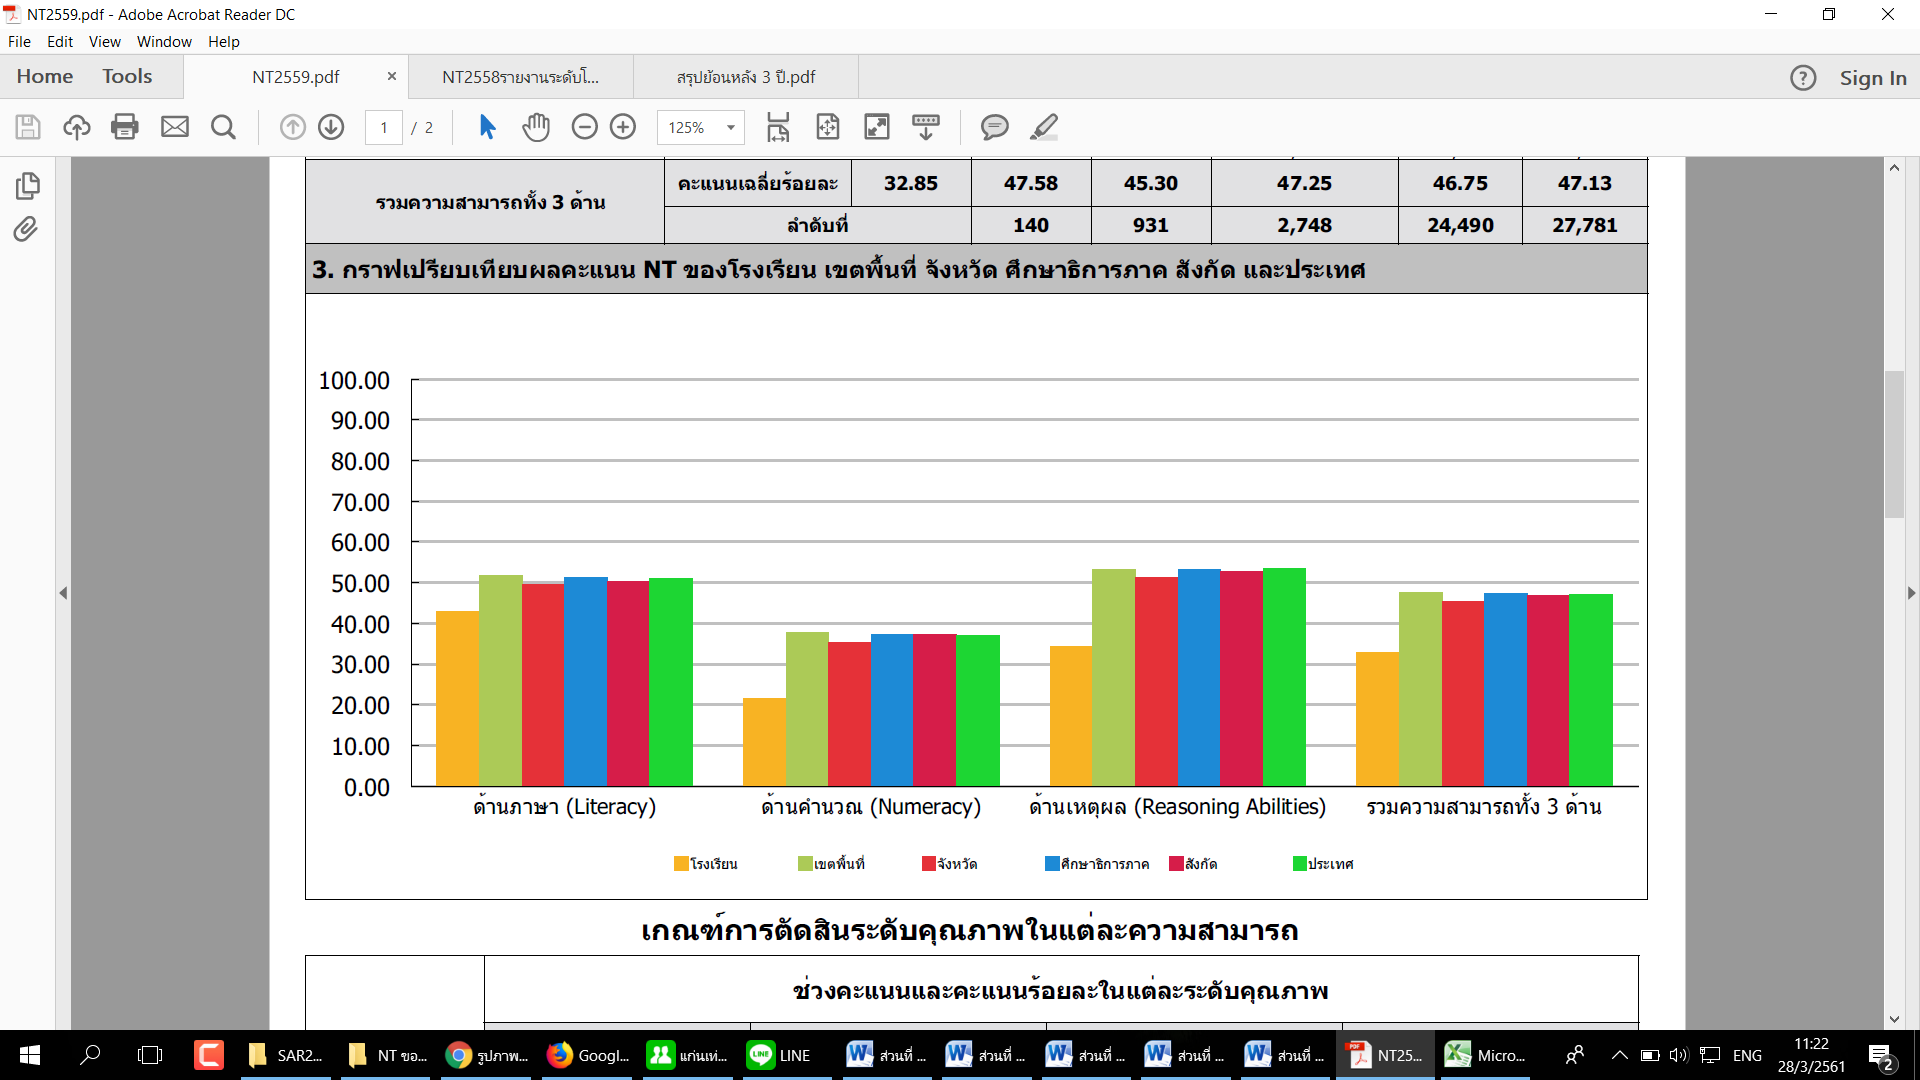 NT2559.pdf - Adobe Acrobat Reader DC
File Edit View Window Help
Home Tools NT2559.pdf × NT2558รายงานระดับโ... สรุปย้อนหลัง 3 ปี.pdf ? Sign In
1 / 2 125%
รวมความสามารถทั้ง 3 ด้าน คะแนนเฉลี่ยร้อยละ 32.85 47.58 45.30 47.25 46.75 47.13
ลำดับที่ 140 931 2,748 24,490 27,781
3. กราฟเปรียบเทียบผลคะแนน NT ของโรงเรียน เขตพื้นที่ จังหวัด ศึกษาธิการภาค สังกัด และประเทศ
100.00
90.00
80.00
70.00
60.00
50.00
40.00
30.00
20.00
10.00
0.00
ด้านภาษา (Literacy) ด้านคำนวณ (Numeracy) ด้านเหตุผล (Reasoning Abilities) รวมความสามารถทั้ง 3 ด้าน
โรงเรียน เขตพื้นที่ จังหวัด ศึกษาธิการภาค สังกัด ประเทศ
เกณฑ์การตัดสินระดับคุณภาพในแต่ละความสามารถ
ช่วงคะแนนและคะแนนร้อยละในแต่ละระดับคุณภาพ
SAR2... NT ขอ... รูปภาพ... Googl... แก่นเห่... LINE ส่วนที่ ... ส่วนที่ ... ส่วนที่ ... ส่วนที่ ... ส่วนที่ ... NT25... Micro... ENG 11:22
28/3/2561 2